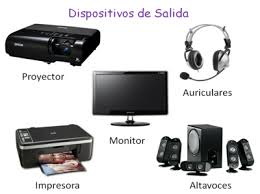 Dispositivos de Salida
Proyector
Auriculares
Monitor
Impresora
Altavoces